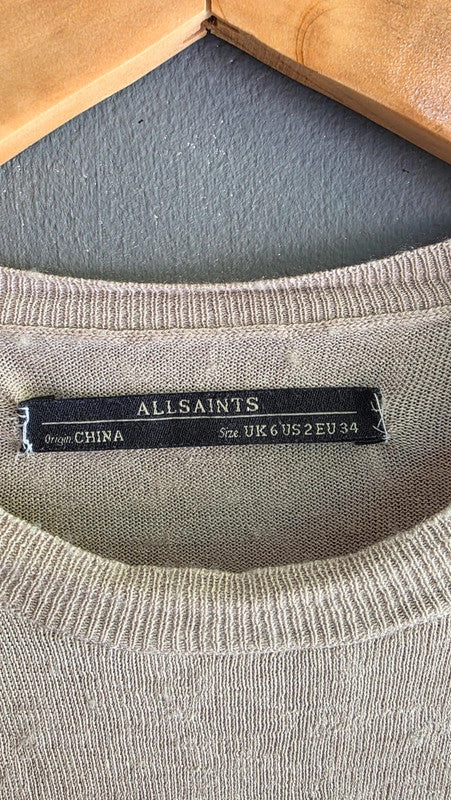 ALLSAINTS
Origin. CHINA Size. UK 6 US 2 EU 34